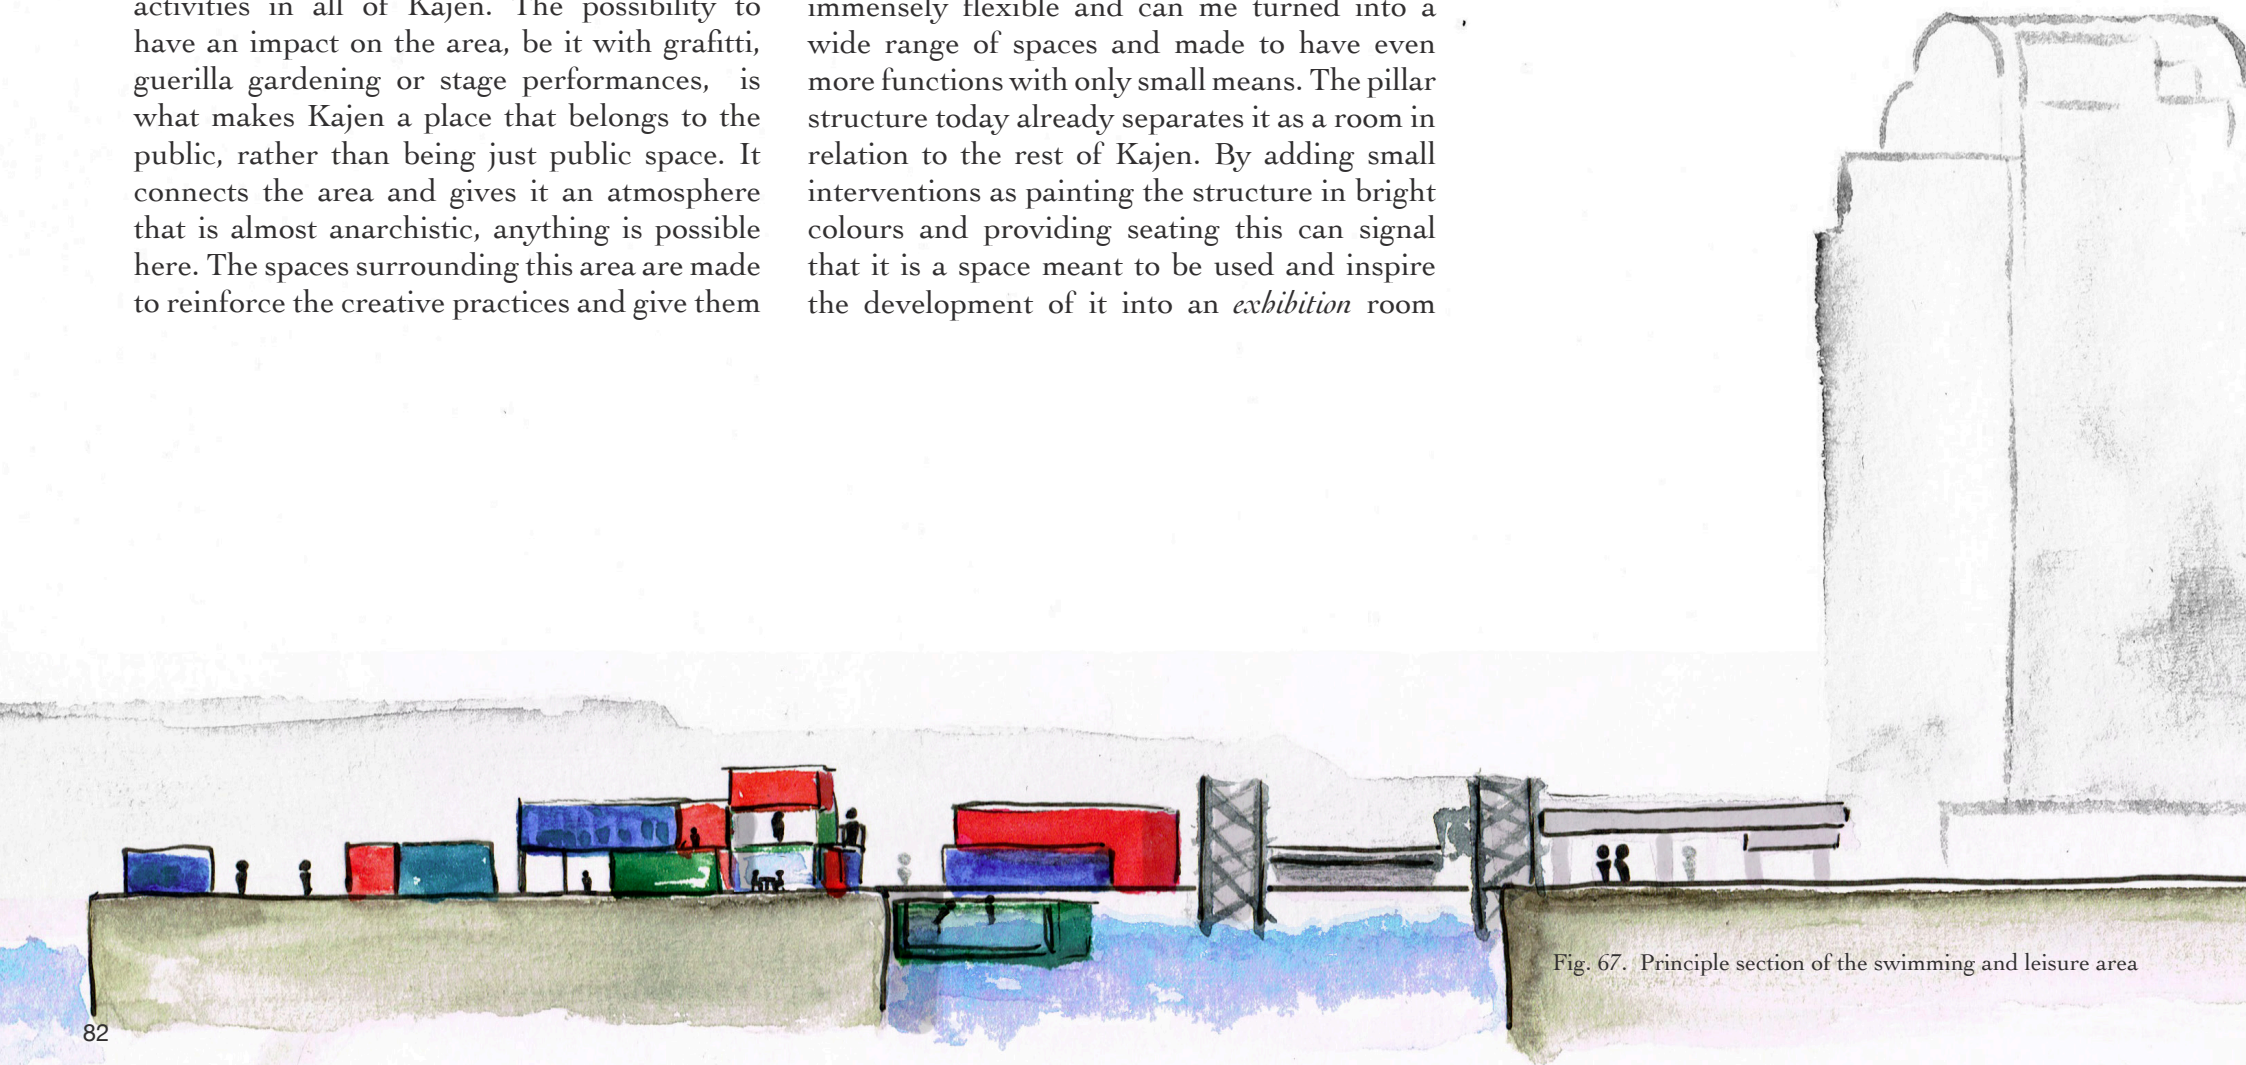 activities in all of Kajen. The possibility to
have an impact on the area, be it with grafitti,
guerilla gardening or stage performances, is
what makes Kajen a place that belongs to the
public, rather than being just public space. It
connects the area and gives it an atmosphere
that is almost anarchistic, anything is possible
here. The spaces surrounding this area are made
to reinforce the creative practices and give them
immensely flexible and can me turned into a
wide range of spaces and made to have even
more functions with only small means. The pillar
structure today already separates it as a room in
relation to the rest of Kajen. By adding small
interventions as painting the structure in bright
colours and providing seating this can signal
that it is a space meant to be used and inspire
the development of it into an exhibition room
Fig. 67. Principle section of the swimming and leisure area
82